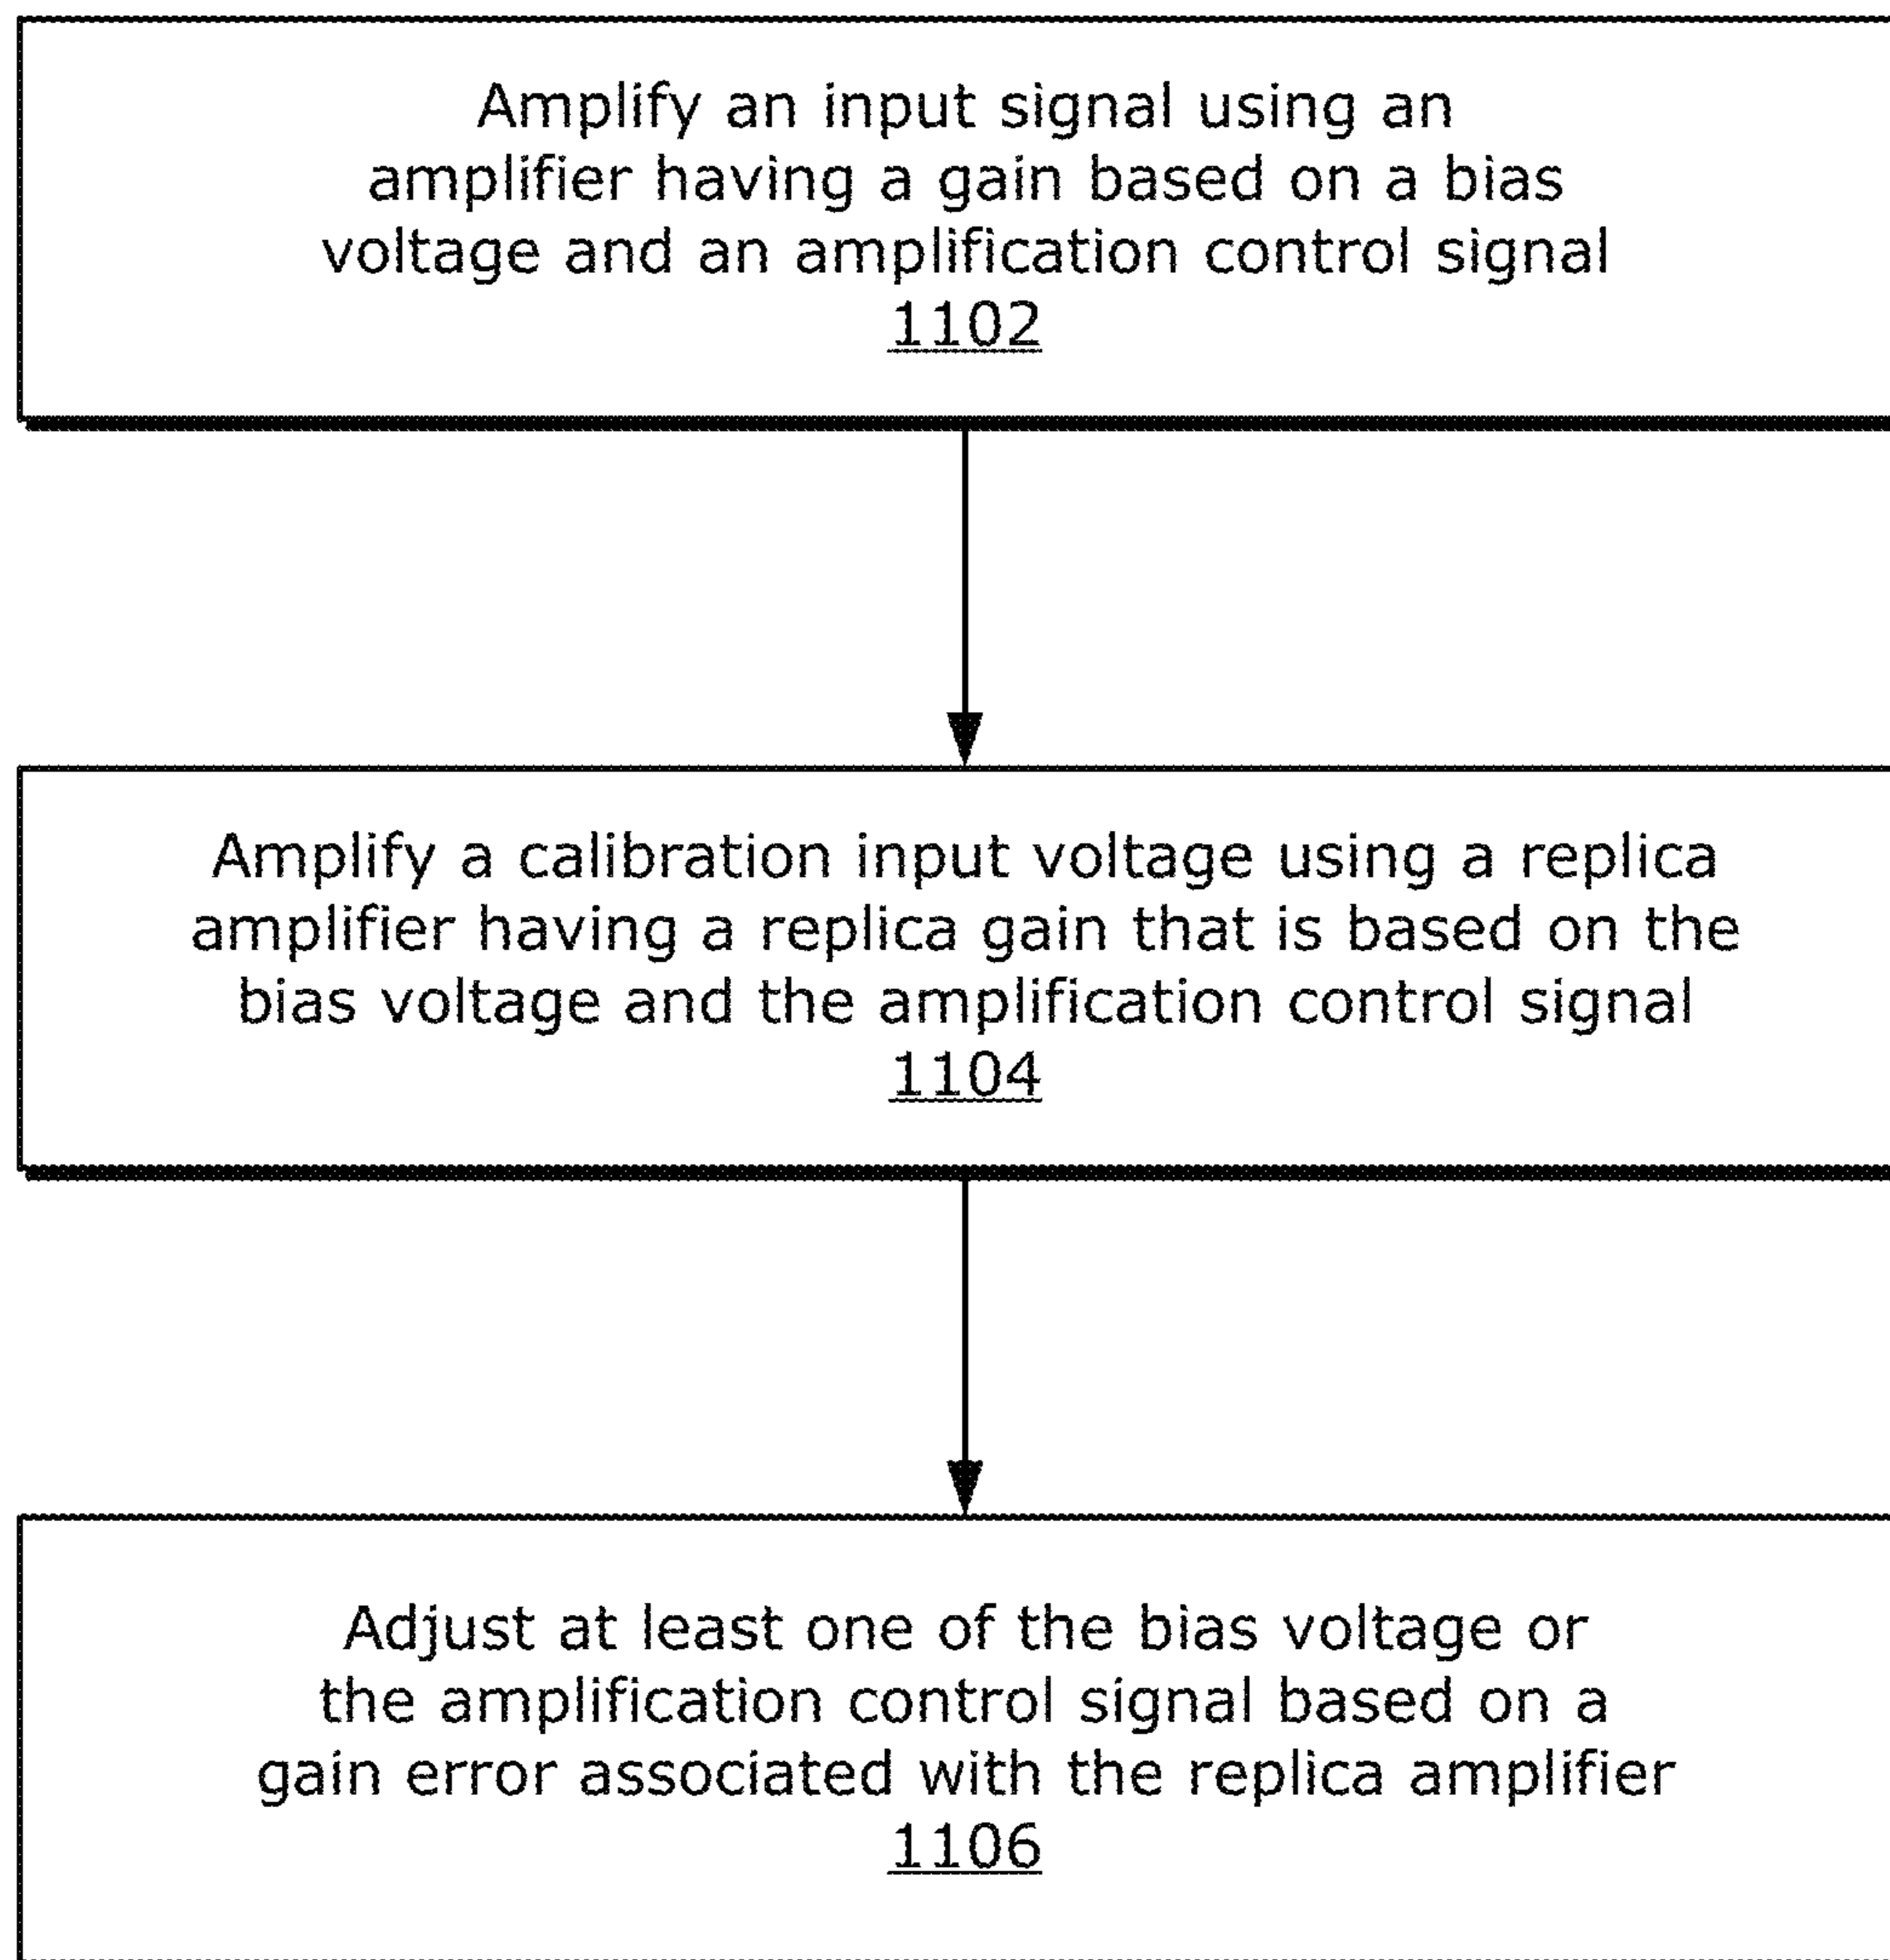 Amplify an input signal using an
amplifier having a gain based on a bias
voltage and an amplification control signal
1102
Amplify a calibration input voltage using a replica
amplifier having a replica gain that is based on the
bias voltage and the amplification control signal
1104
Adjust at least one of the bias voltage or
the amplification control signal based on a
gain error associated with the replica amplifier
1106